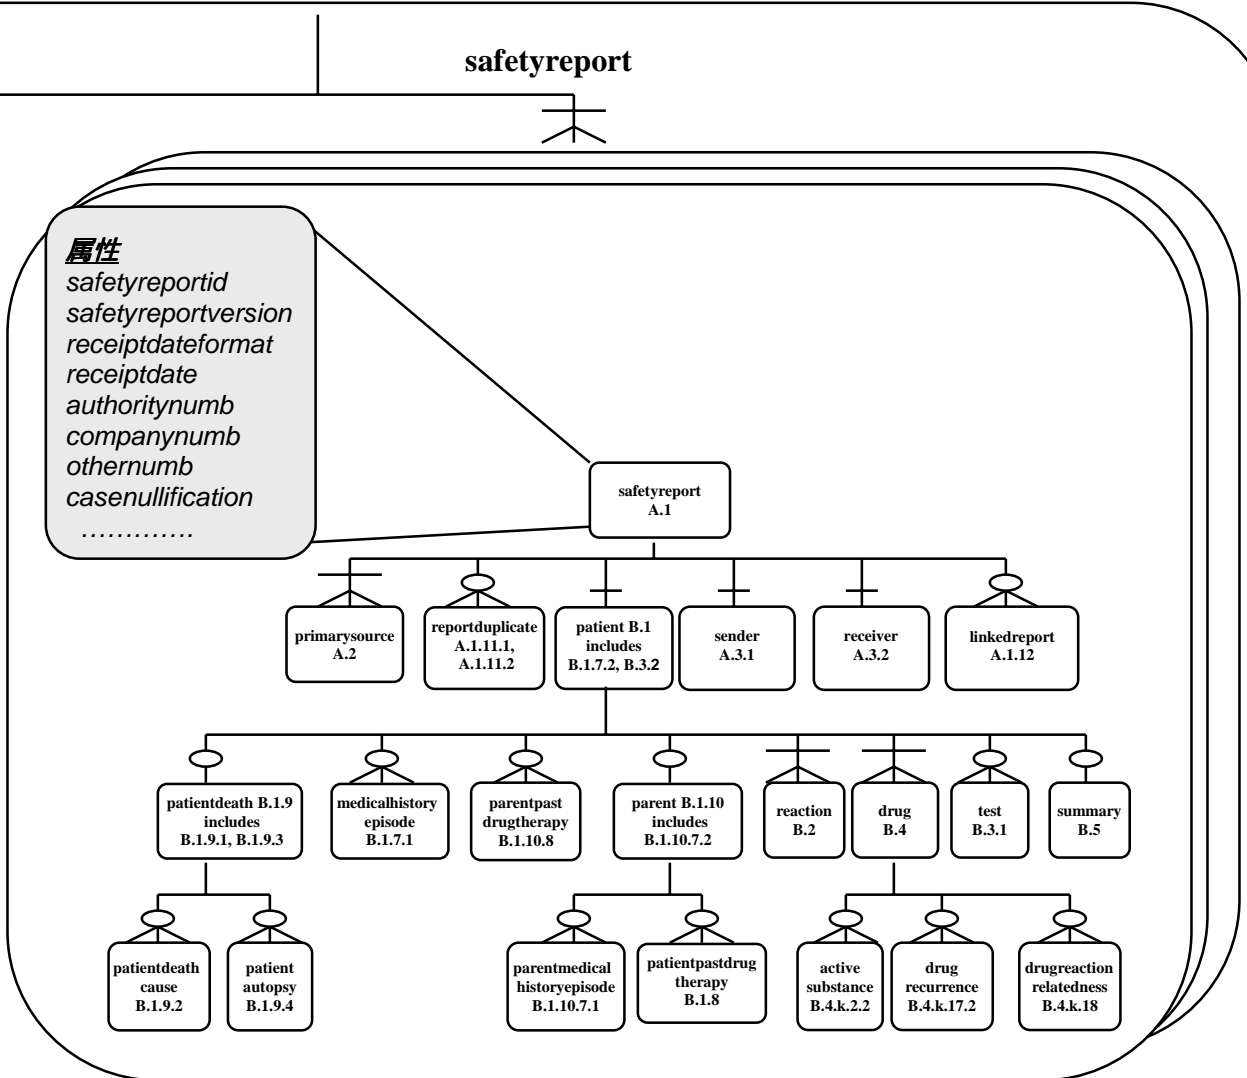 safetyreport
属性
safetyreportid
safetyreportversion
receiptdateformat
receiptdate
authoritynumb
companynumb
othernumb
casenullification
.............
safetyreport
A.1
primarysource
A.2
reportduplicate
A.1.11.1,
A.1.11.2
patient B.1
includes
B.1.7.2, B.3.2
sender
A.3.1
receiver
A.3.2
linkedreport
A.1.12
patientdeath B.1.9
includes
B.1.9.1, B.1.9.3
medicalhistory
episode
B.1.7.1
parentpast
drugtherapy
B.1.10.8
parent B.1.10
includes
B.1.10.7.2
reaction
B.2
drug
B.4
test
B.3.1
summary
B.5
patientdeath
cause
B.1.9.2
patient
autopsy
B.1.9.4
parentmedical
historyepisode
B.1.10.7.1
patientpastdrug
therapy
B.1.8
active
substance
B.4.k.2.2
drug
recurrence
B.4.k.17.2
drugreaction
relatedness
B.4.k.18